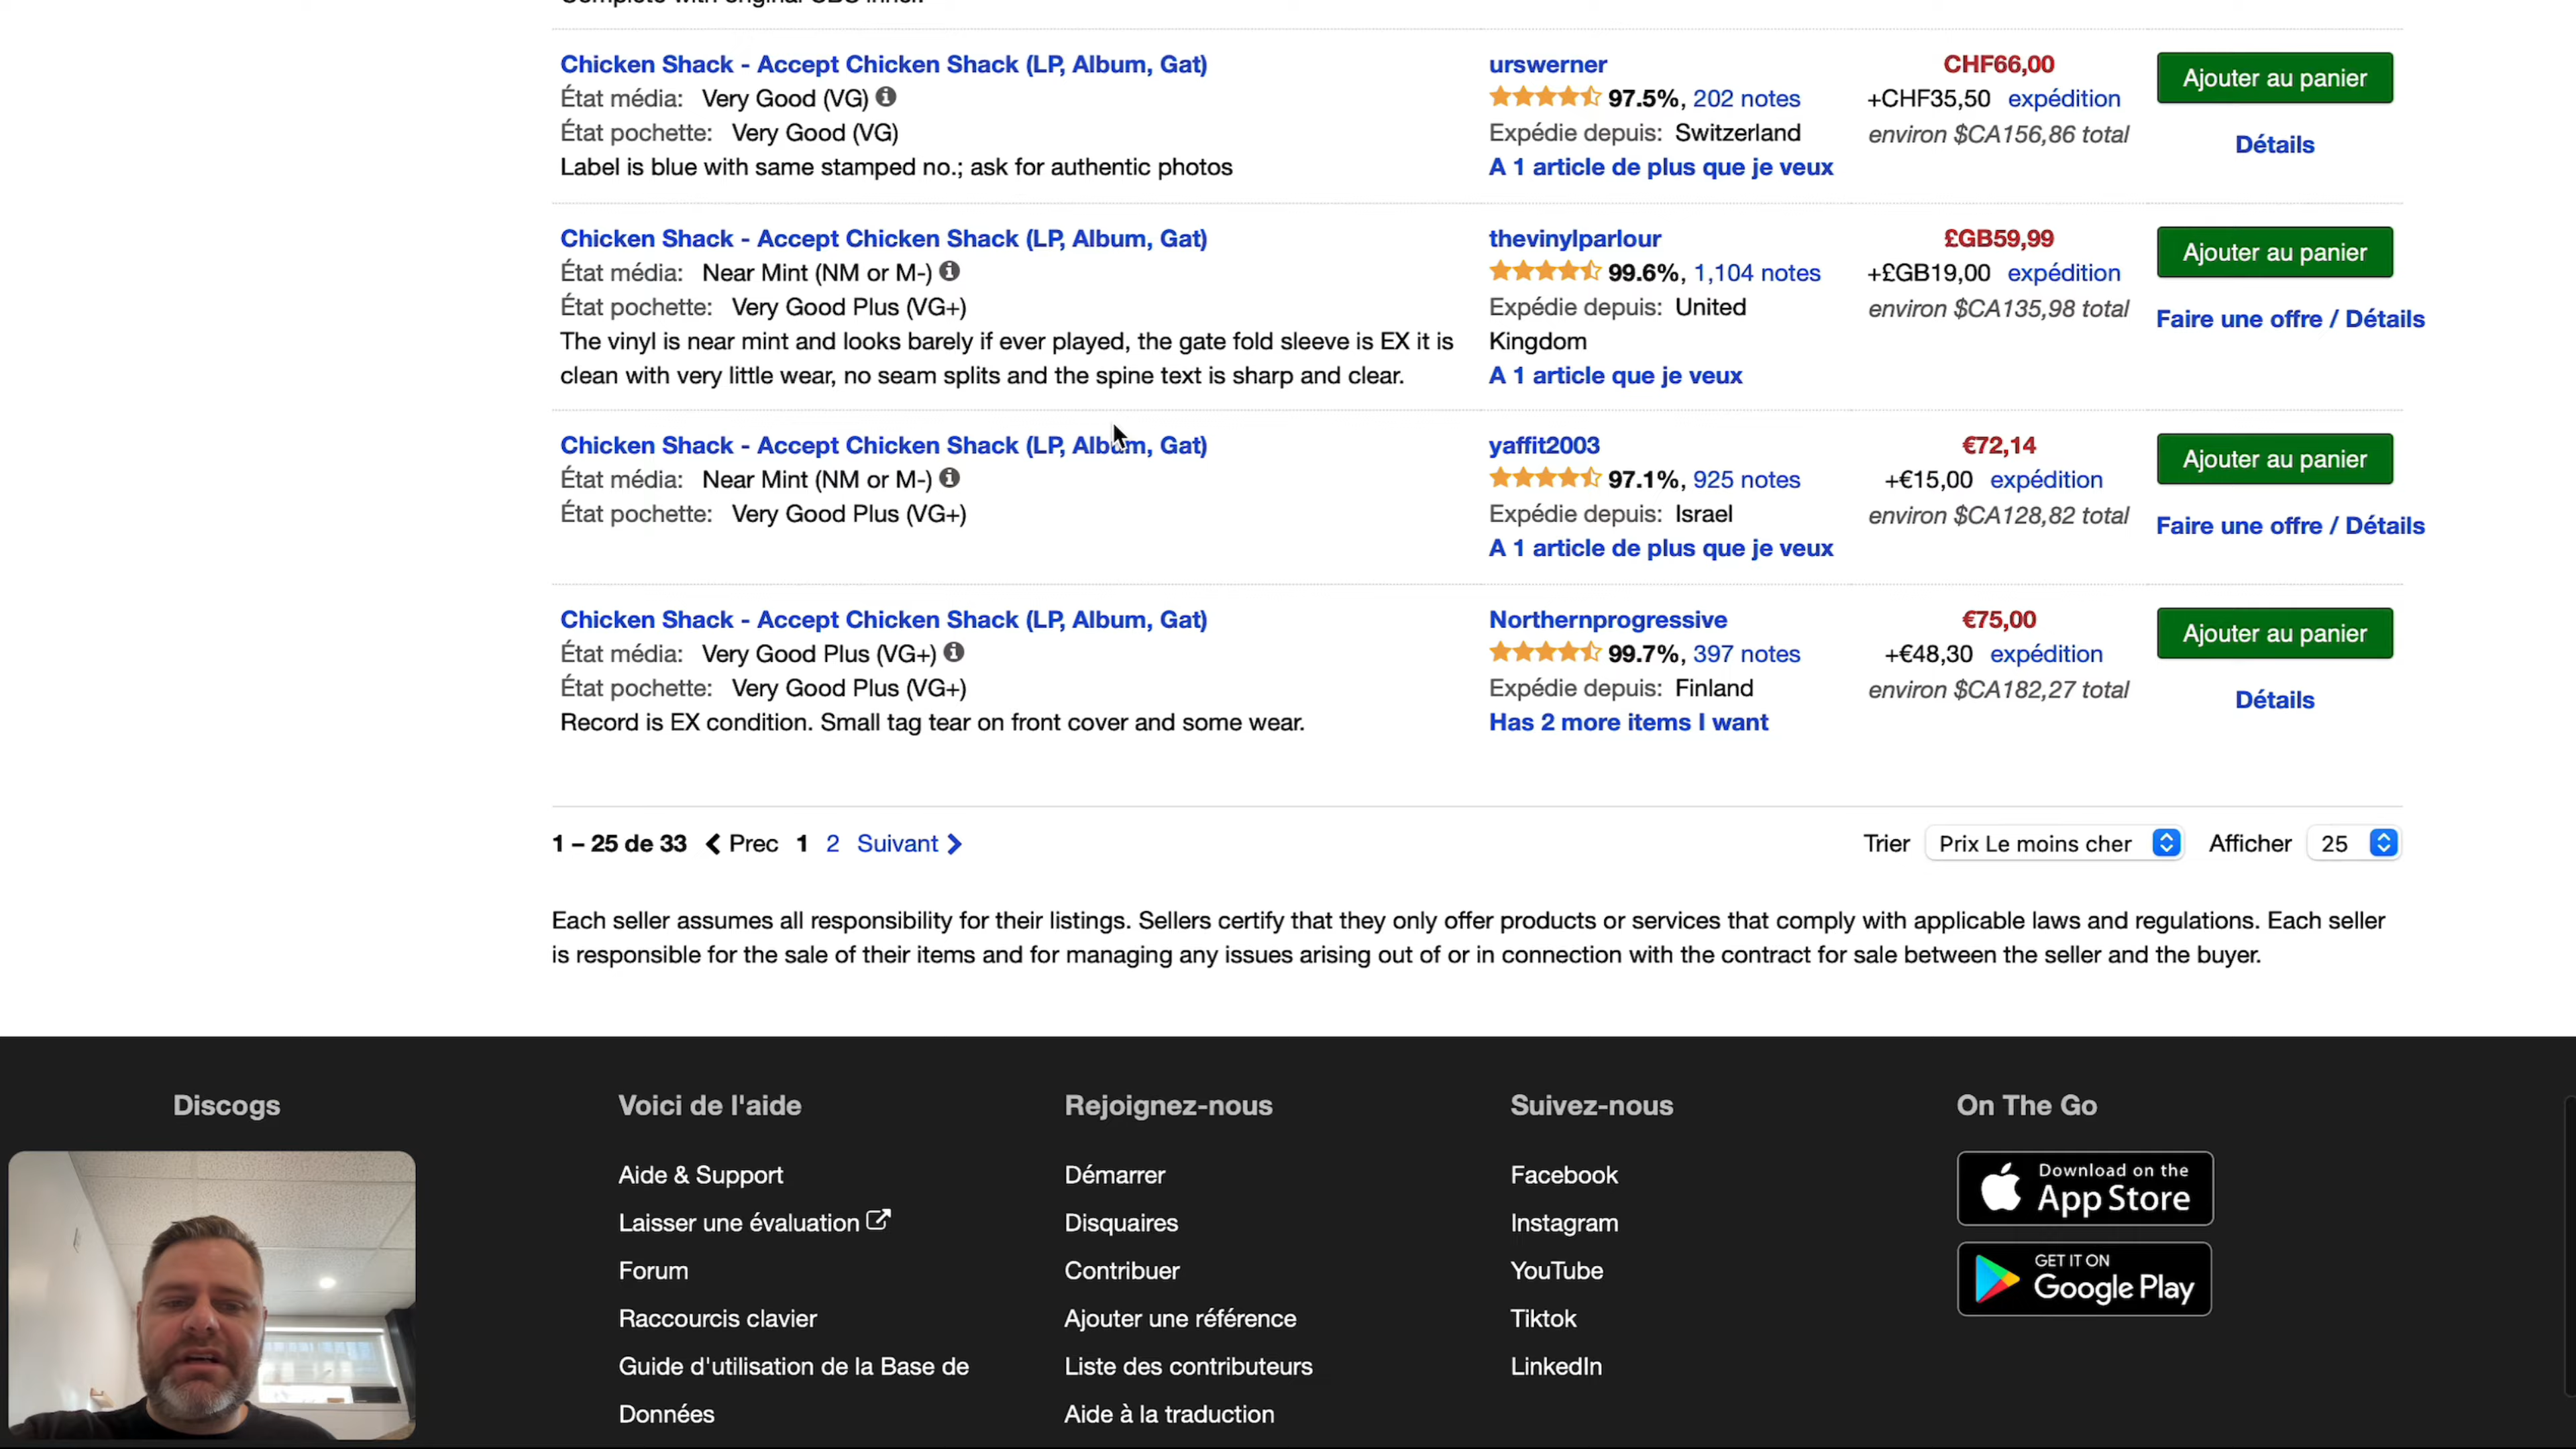 Chicken Shack - Accept Chicken Shack (LP, Album, Gat)
État média: Very Good (VG)
État pochette: Very Good (VG)
Label is blue with same stamped no.; ask for authentic photos
urswerner
97.5%, 202 notes
Expédie depuis: Switzerland
A 1 article de plus que je veux
CHF66,00
+CHF35,50 expédition
environ $CA156,86 total
Ajouter au panier
Détails
Chicken Shack - Accept Chicken Shack (LP, Album, Gat)
État média: Near Mint (NM or M-)
État pochette: Very Good Plus (VG+)
The vinyl is near mint and looks barely if ever played, the gate fold sleeve is EX it is
clean with very little wear, no seam splits and the spine text is sharp and clear.
thevinylparlour
99.6%, 1,104 notes
Expédie depuis: United
Kingdom
A 1 article que je veux
£GB59,99
+£GB19,00 expédition
environ $CA135,98 total
Ajouter au panier
Faire une offre / Détails
Chicken Shack - Accept Chicken Shack (LP, Album, Gat)
État média: Near Mint (NM or M-)
État pochette: Very Good Plus (VG+)
yaffit2003
97.1%, 925 notes
Expédie depuis: Israel
A 1 article de plus que je veux
€72,14
+€15,00 expédition
environ $CA128,82 total
Ajouter au panier
Faire une offre / Détails
Chicken Shack - Accept Chicken Shack (LP, Album, Gat)
État média: Very Good Plus (VG+)
État pochette: Very Good Plus (VG+)
Record is EX condition. Small tag tear on front cover and some wear.
Northernprogressive
99.7%, 397 notes
Expédie depuis: Finland
Has 2 more items I want
€75,00
+€48,30 expédition
environ $CA182,27 total
Ajouter au panier
Détails
1 – 25 de 33 Prec 1 2 Suivant
Trier Prix Le moins cher Afficher 25
Each seller assumes all responsibility for their listings. Sellers certify that they only offer products or services that comply with applicable laws and regulations. Each seller
is responsible for the sale of their items and for managing any issues arising out of or in connection with the contract for sale between the seller and the buyer.
Discogs
Voici de l'aide
Aide & Support
Laisser une évaluation
Forum
Raccourcis clavier
Guide d'utilisation de la Base de
Données
Rejoignez-nous
Démarrer
Disquaires
Contribuer
Ajouter une référence
Liste des contributeurs
Aide à la traduction
Suivez-nous
Facebook
Instagram
YouTube
Tiktok
LinkedIn
On The Go
Download on the
App Store
GET IT ON
Google Play